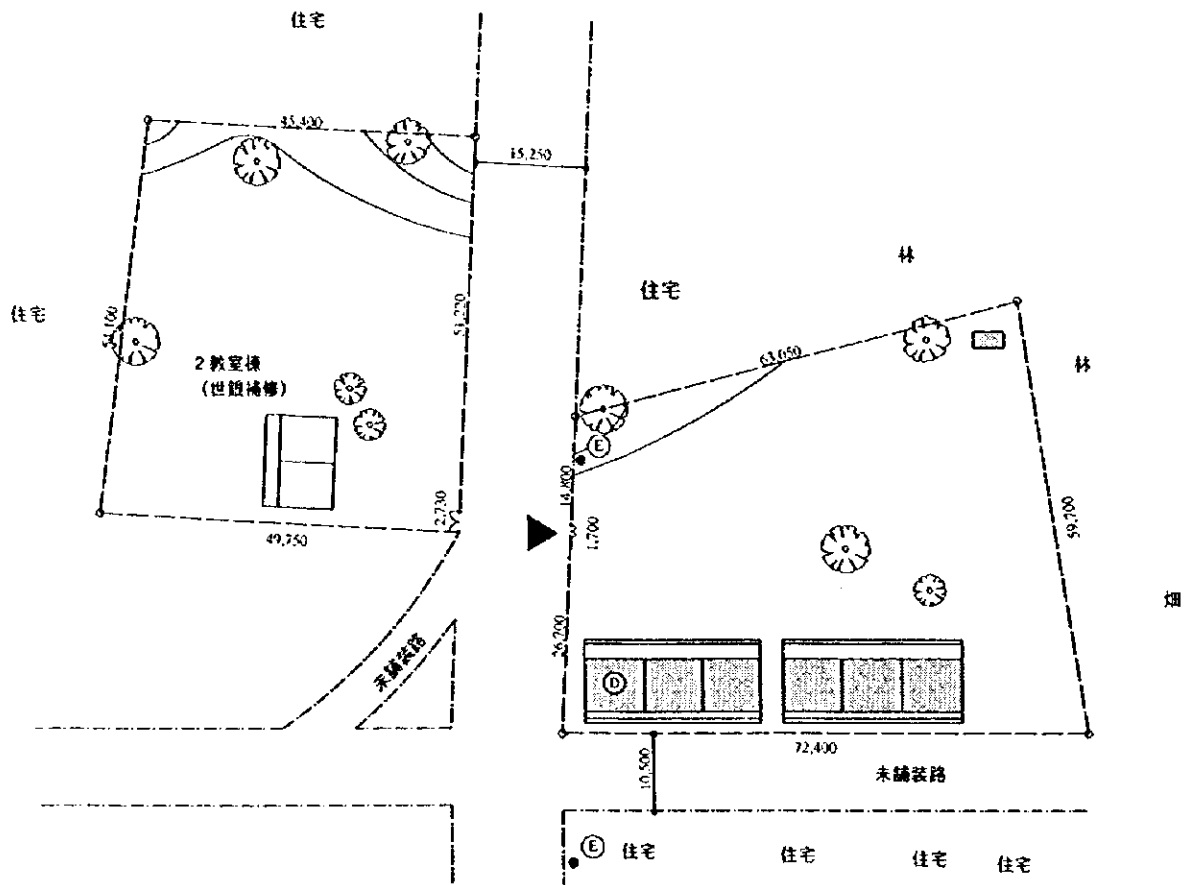 住宅
45,400
15,250
林
住宅
住宅
54,100
51,220
63,050
林
2教室棟
(世銀補修)
E
14,800
2,730
1,700
59,700
49,750
畑
26,200
未舗装路
D
72,400
10,500
未舗装路
E
住宅
住宅
住宅
住宅